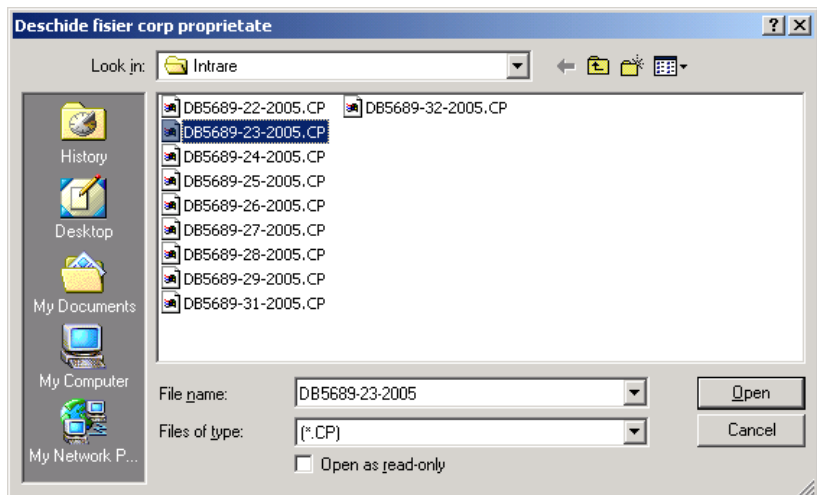 Deschide fisier corp proprietate
Look in: Intrare
History
Desktop
My Documents
My Computer
My Network P...
DB5689-22-2005.CP
DB5689-23-2005.CP
DB5689-24-2005.CP
DB5689-25-2005.CP
DB5689-26-2005.CP
DB5689-27-2005.CP
DB5689-28-2005.CP
DB5689-29-2005.CP
DB5689-31-2005.CP
DB5689-32-2005.CP
File name: DB5689-23-2005 Open
Files of type: (*.CP) Cancel
Open as read-only